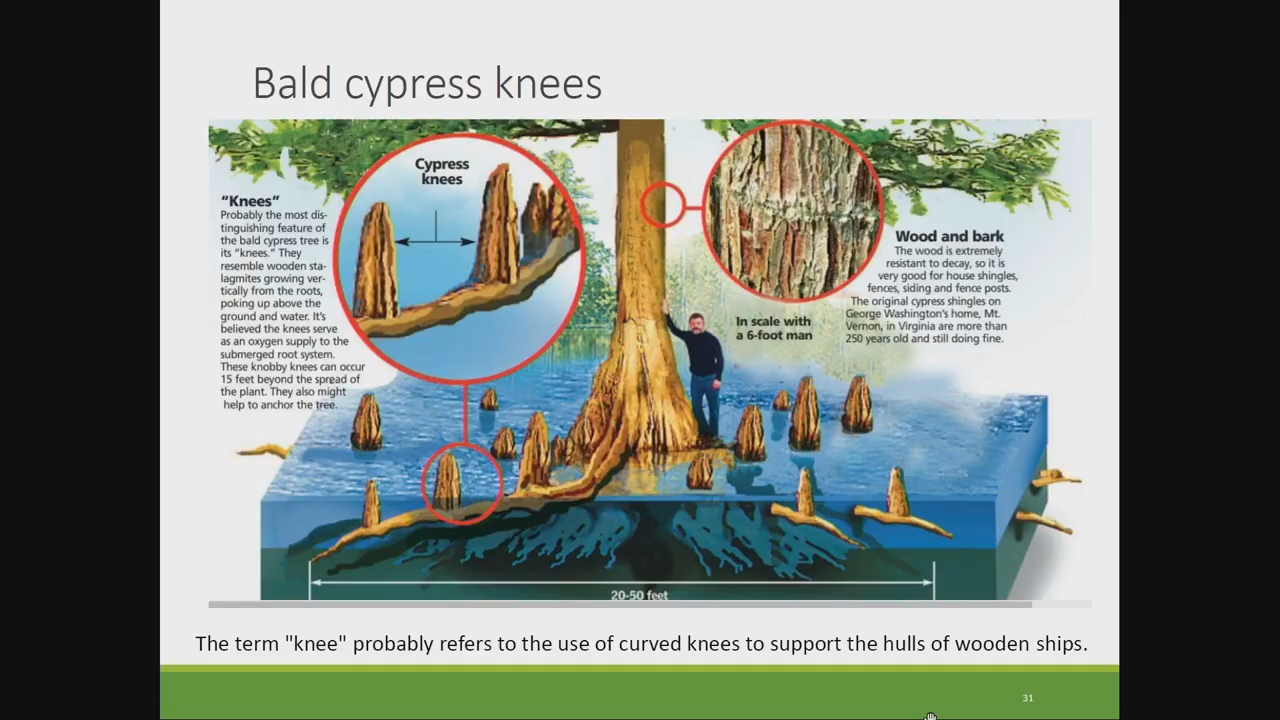 Bald cypress knees
"Knees"
Probably the most dis-
tinguishing feature of
the bald cypress tree is
its "knees." They
resemble wooden sta-
lagmites growing ver-
tically from the roots,
poking up above the
ground and water. It's
believed the knees serve
as an oxygen supply to the
submerged root system.
These knobby knees can occur
15 feet beyond the spread of
the plant. They also might
help to anchor the tree.
Cypress
knees
In scale with
a 6-foot man
Wood and bark
The wood is extremely
resistant to decay, so it is
very good for house shingles,
fences, siding and fence posts.
The original cypress shingles on
George Washington's home, Mt.
Vernon, in Virginia are more than
250 years old and still doing fine.
20-50 feet
The term "knee" probably refers to the use of curved knees to support the hulls of wooden ships.
31